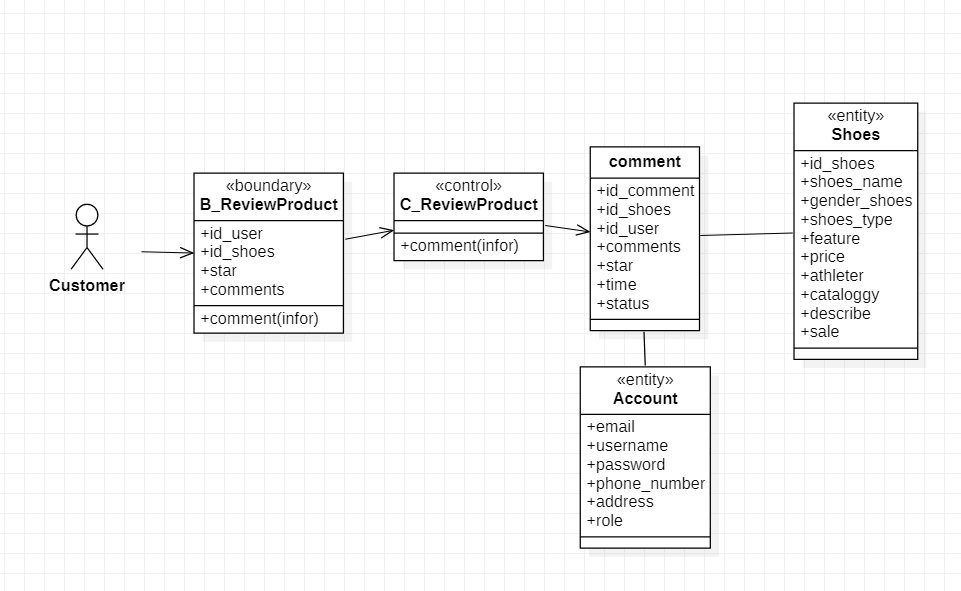 Customer
«boundary»
B_ReviewProduct
+id_user
+id_shoes
+star
+comments
+comment(infor)
«control»
C_ReviewProduct
+comment(infor)
comment
+id_comment
+id_shoes
+id_user
+comments
+star
+time
+status
«entity»
Shoes
+id_shoes
+shoes_name
+gender_shoes
+shoes_type
+feature
+price
+athleter
+cataloggy
+describe
+sale
«entity»
Account
+email
+username
+password
+phone_number
+address
+role